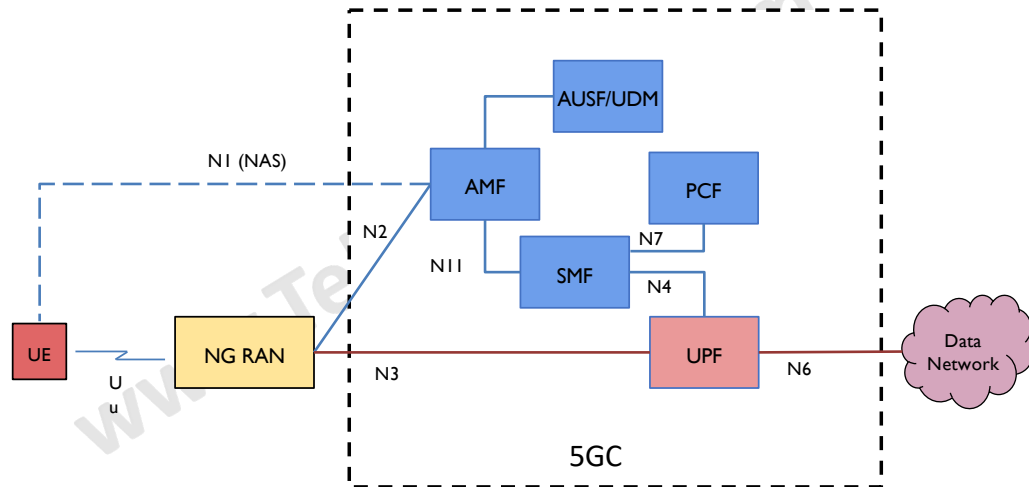 AUSF/UDM
N1 (NAS)
AMF
PCF
N2
N7
N11
SMF
N4
UE
NG RAN
UPF
Data
Network
N3
N6
U
u
5GC